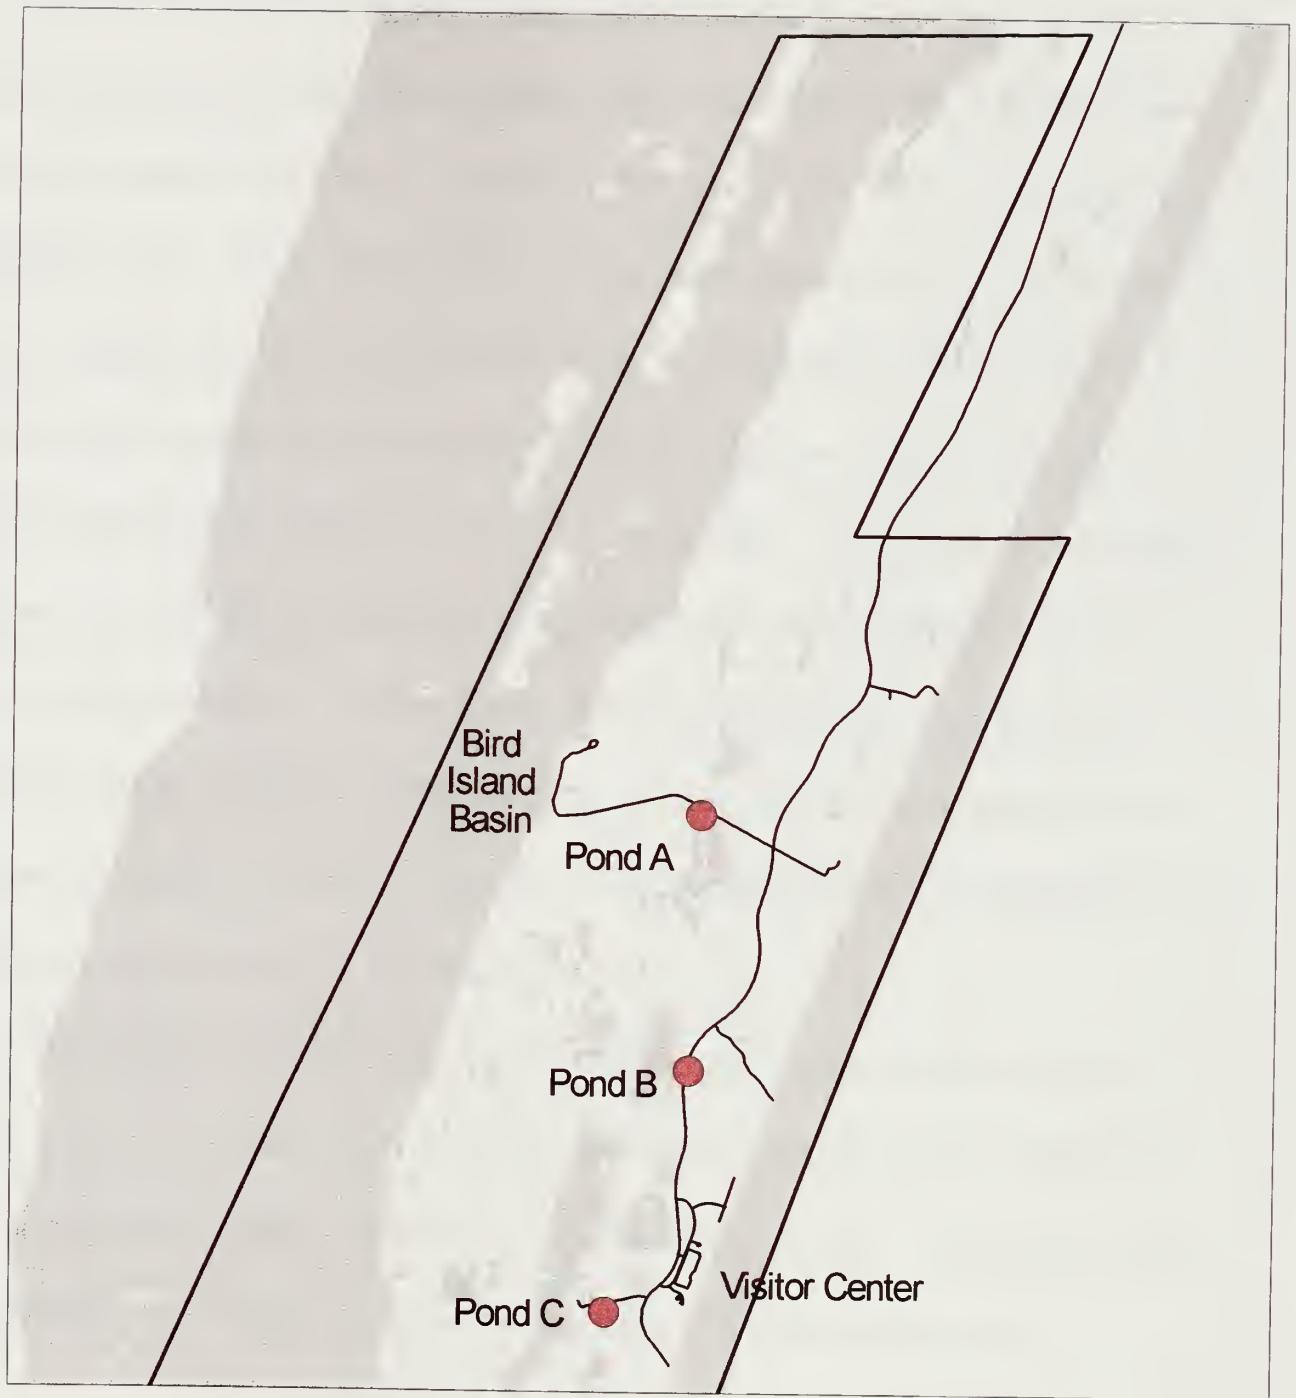 Bird
Island
Basin
Pond A
Pond B
Visitor Center
Pond C